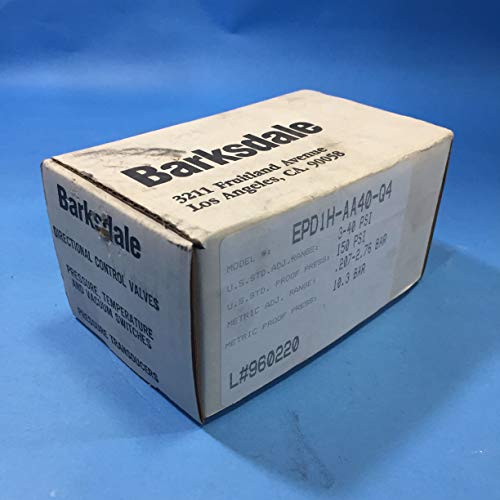 Barksdale
3211 Fruitland Avenue
Los Angeles, CA. 90058
Barksdale
DIRECTIONAL CONTROL VALVES
PRESSURE, TEMPERATURE
AND VACUUM SWITCHES
PRESSURE TRANSDUCERS
MODEL #: EPD1H-AA40-Q4
U.S.STD.ADJ.RANGE: 3-40 PSI
U.S.STD. PROOF PRESS: 150 PSI
METRIC ADJ. RANGE: .207-2.76 BAR
METRIC PROOF PRESS: 10.3 BAR
L#960220